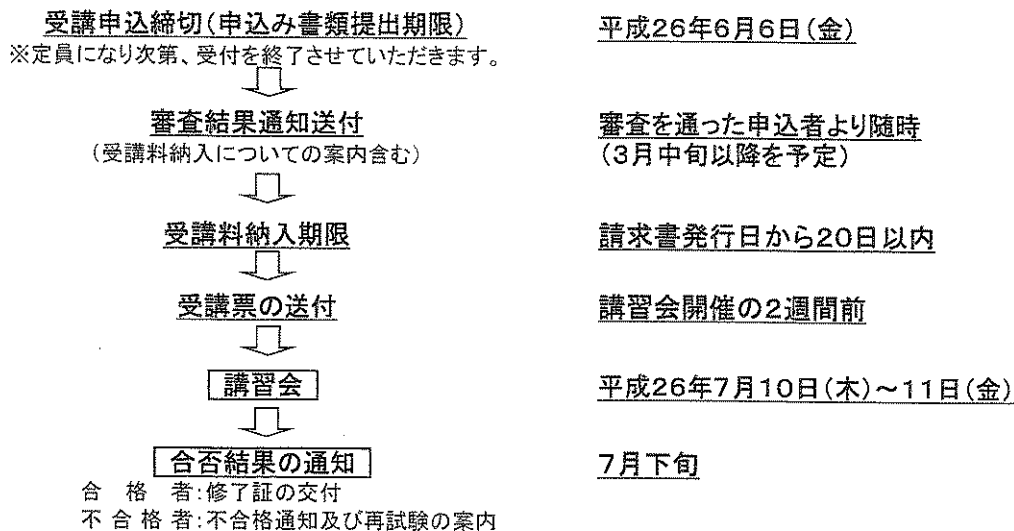 受講申込締切(申込み書類提出期限) 平成26年6月6日(金)
※定員になり次第、受付を終了させていただきます。
審査結果通知送付 審査を通った申込者より随時
(受講料納入についての案内含む) (3月中旬以降を予定)
受講料納入期限 請求書発行日から20日以内
受講票の送付 講習会開催の2週間前
講習会 平成26年7月10日(木)~11日(金)
合否結果の通知 7月下旬
合格者:修了証の交付
不合格者:不合格通知及び再試験の案内